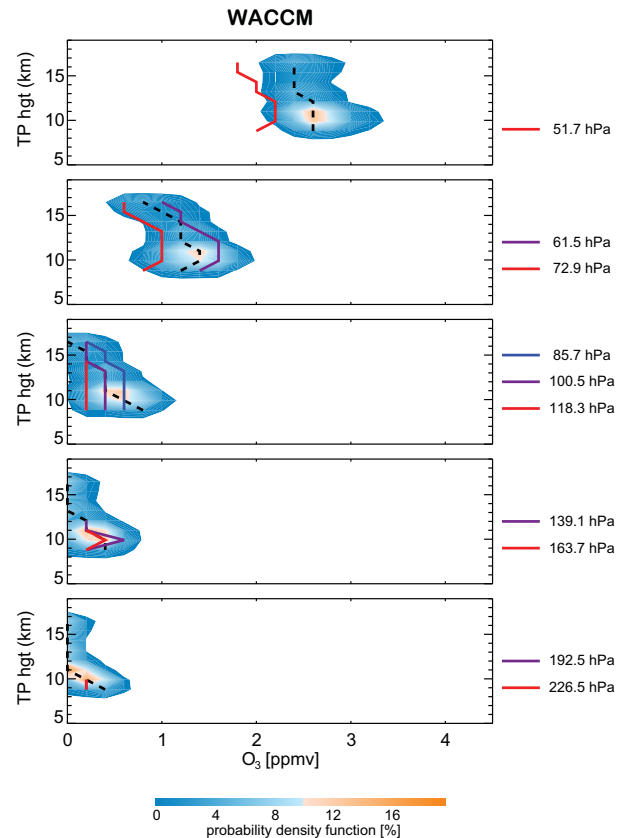 WACCM
TP hgt (km)
15
10
5
51.7 hPa
TP hgt (km)
15
10
5
61.5 hPa
72.9 hPa
TP hgt (km)
15
10
5
85.7 hPa
100.5 hPa
118.3 hPa
TP hgt (km)
15
10
5
139.1 hPa
163.7 hPa
TP hgt (km)
15
10
5
192.5 hPa
226.5 hPa
0 1 2 3 4
O₃ [ppmv]
0 4 8 12 16
probability density function [%]